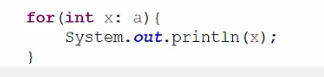 for(int x: a){
    System.out.println(x);
}